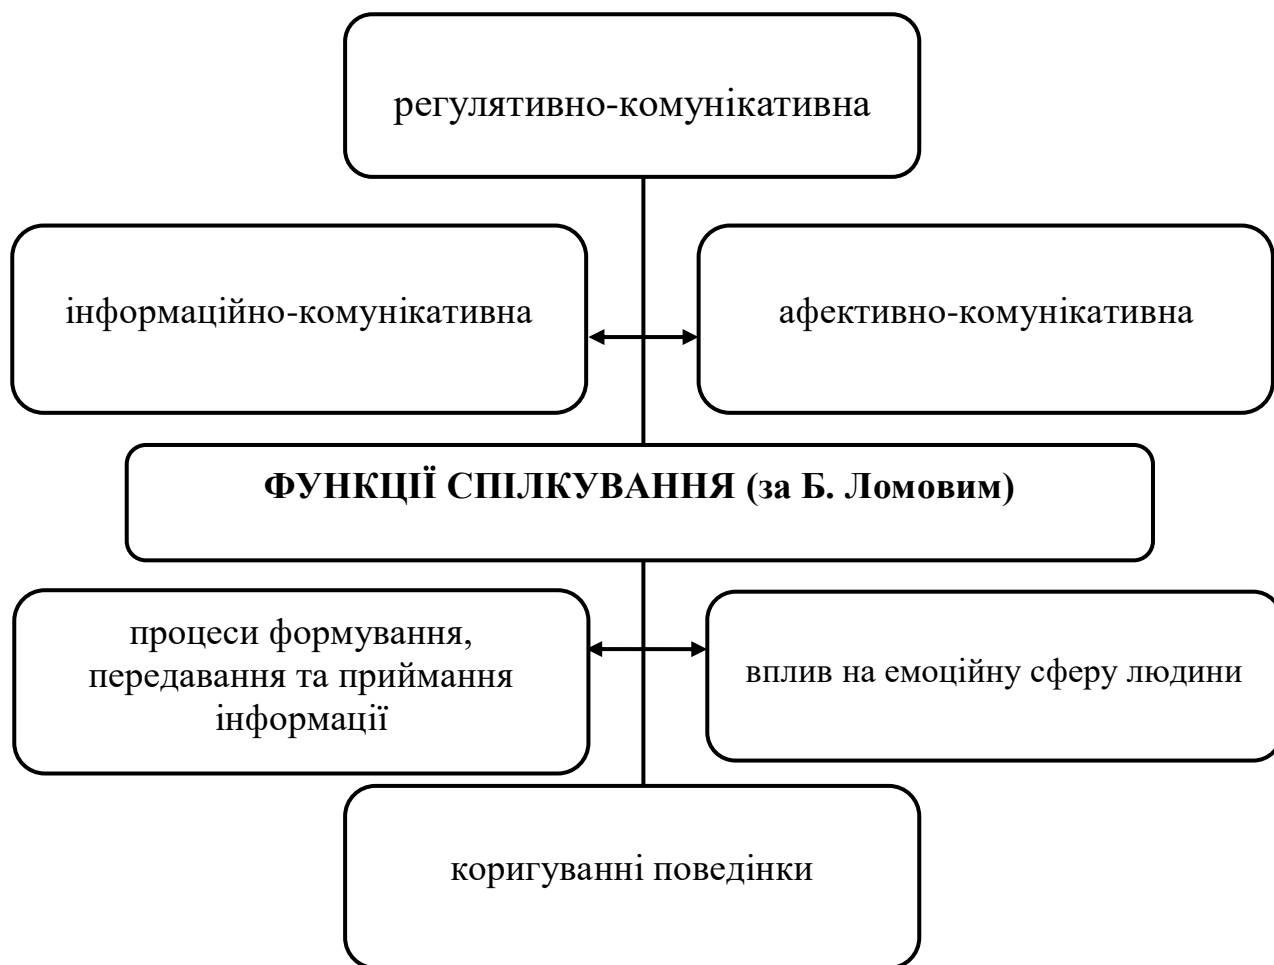 регулятивно-комунікативна
інформаційно-комунікативна
афективно-комунікативна
ФУНКЦІЇ СПІЛКУВАННЯ (за Б. Ломовим)
процеси формування,
передавання та приймання
інформації
вплив на емоційну сферу людини
коригуванні поведінки